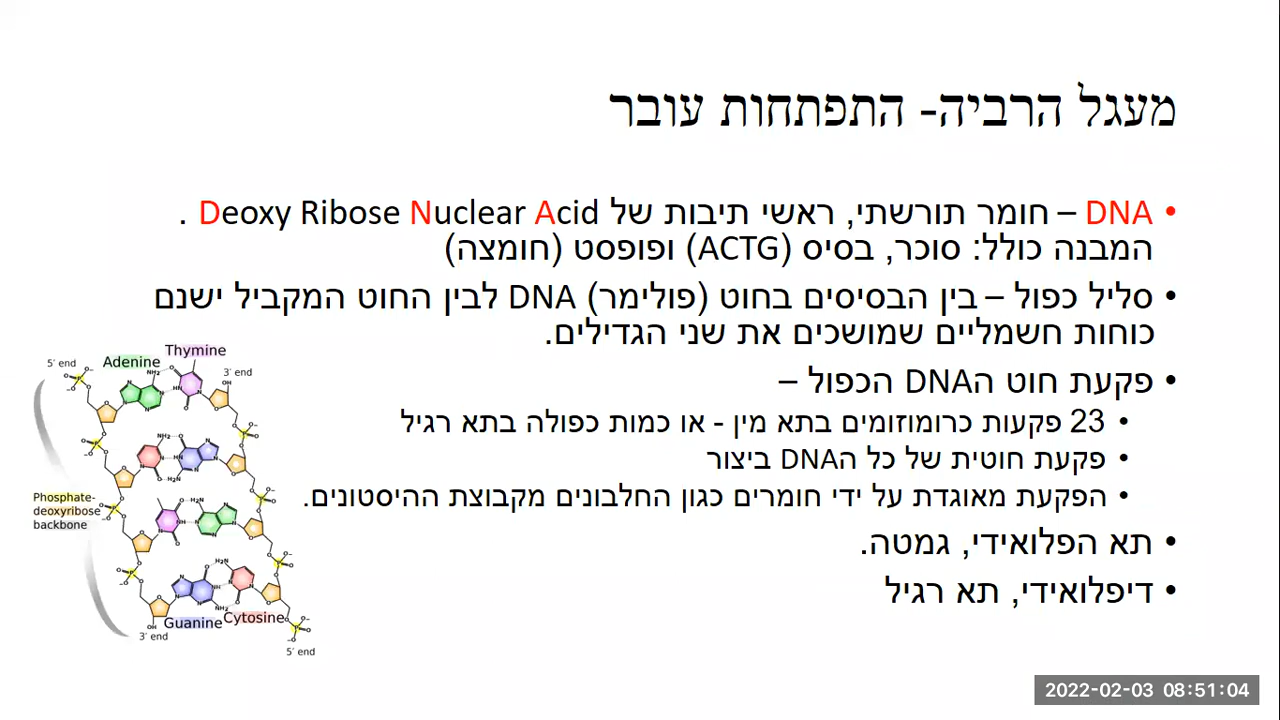 מעגל הרביה- התפתחות עובר
• DNA – חומר תורשתי, ראשי תיבות של Deoxy Ribose Nuclear Acid .
המבנה כולל: סוכר, בסיס (ACTG) ופופסט (חומצה)
• סליל כפול – בין הבסיסים בחוט (פולימר) DNA לבין החוט המקביל ישנם
כוחות חשמליים שמושכים את שני הגדילים.
• פקעת חוט הDNA הכפול –
• 23 פקעות כרומוזומים בתא מין - או כמות כפולה בתא רגיל
• פקעת חוטית של כל הDNA ביצור
• הפקעת מאוגדת על ידי חומרים כגון החלבונים מקבוצת ההיסטונים.
• תא הפלואידי, גמטה.
• דיפלואידי, תא רגיל
Thymine
Adenine
5′ end
3′ end
Phosphate-
deoxyribose
backbone
Guanine
Cytosine
3′ end
5′ end
2022-02-03 08:51:04